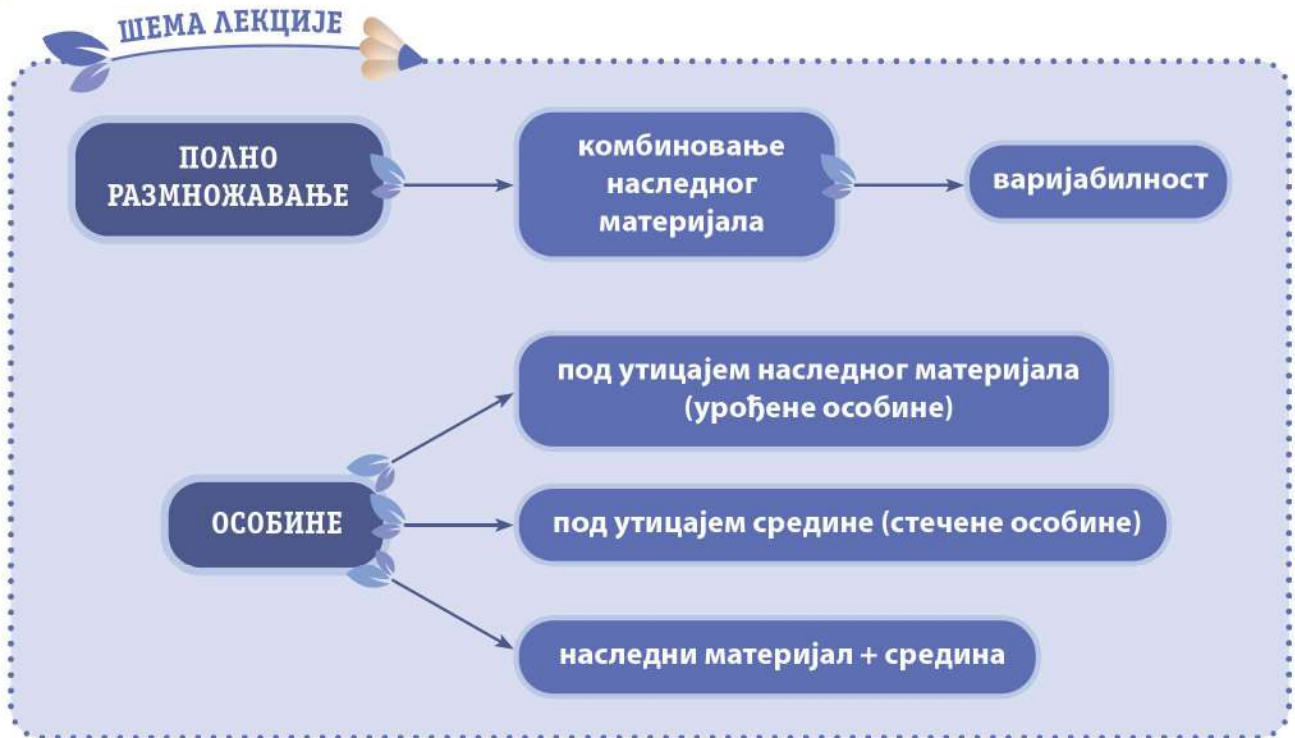 ШЕМА ЛЕКЦИЈЕ
ПОЛНО
РАЗМНОЖАВАЊЕ
комбиновање
наследног
материјала
варијабилност
под утицајем наследног материјала
(урођене особине)
ОСОБИНЕ
под утицајем средине (стечене особине)
наследни материјал + средина